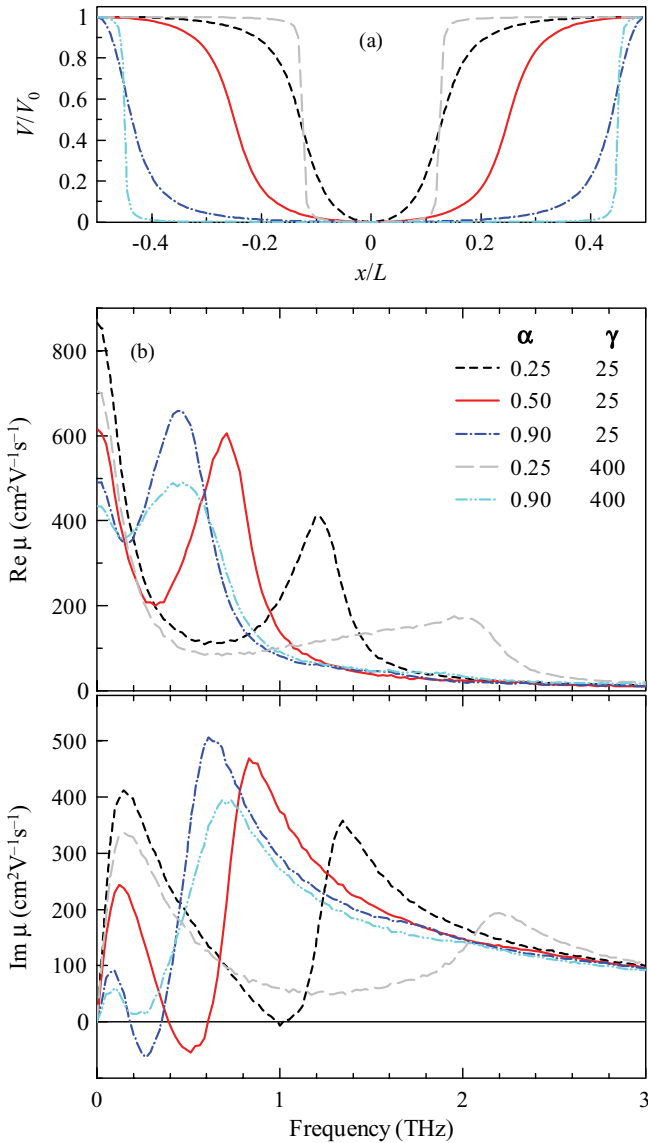 1
0.8
0.6
0.4
0.2
0
V/V₀
(a)
-0.4 -0.2 0 0.2 0.4
x/L
800
600
400
200
0
Re μ (cm²V⁻¹s⁻¹)
(b)
α γ
0.25 25
0.50 25
0.90 25
0.25 400
0.90 400
500
400
300
200
100
0
Im μ (cm²V⁻¹s⁻¹)
0 1 2 3
Frequency (THz)